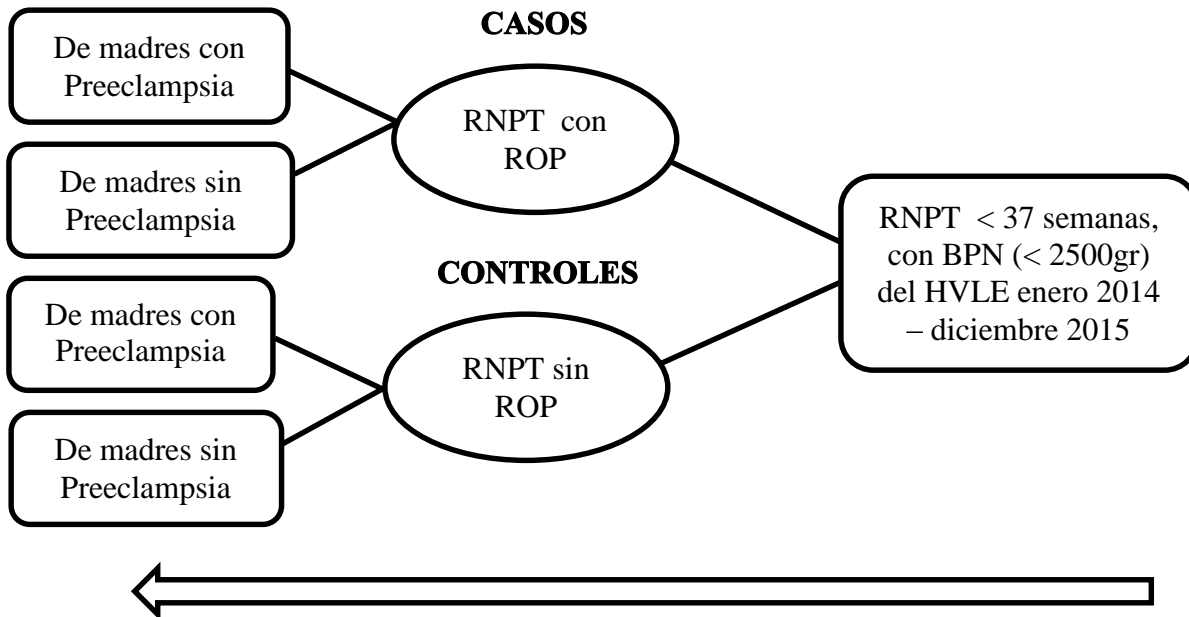 CASOS
De madres con
Preeclampsia
De madres sin
Preeclampsia
RNPT con
ROP
CONTROLES
De madres con
Preeclampsia
De madres sin
Preeclampsia
RNPT sin
ROP
RNPT < 37 semanas,
con BPN (< 2500gr)
del HVLE enero 2014
– diciembre 2015